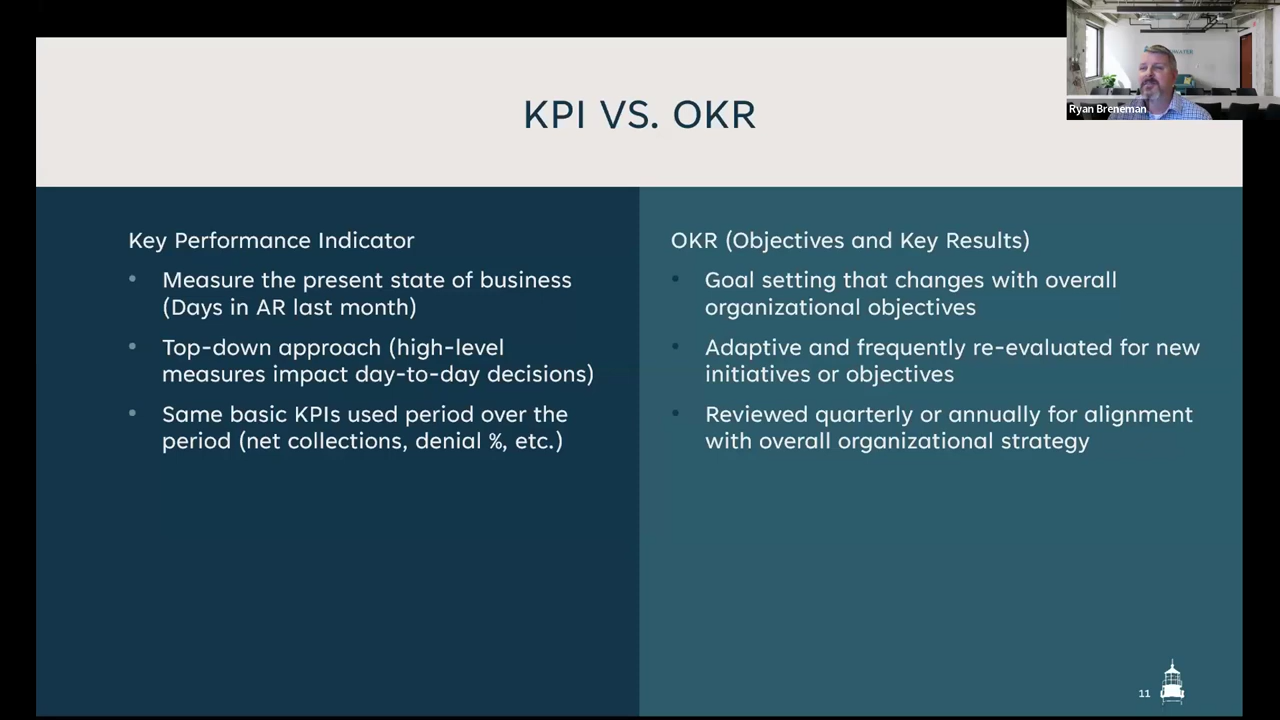 KPI VS. OKR
WATER
Ryan Breneman
Key Performance Indicator
• Measure the present state of business
(Days in AR last month)
• Top-down approach (high-level
measures impact day-to-day decisions)
• Same basic KPIs used period over the
period (net collections, denial %, etc.)
OKR (Objectives and Key Results)
• Goal setting that changes with overall
organizational objectives
• Adaptive and frequently re-evaluated for new
initiatives or objectives
• Reviewed quarterly or annually for alignment
with overall organizational strategy
11